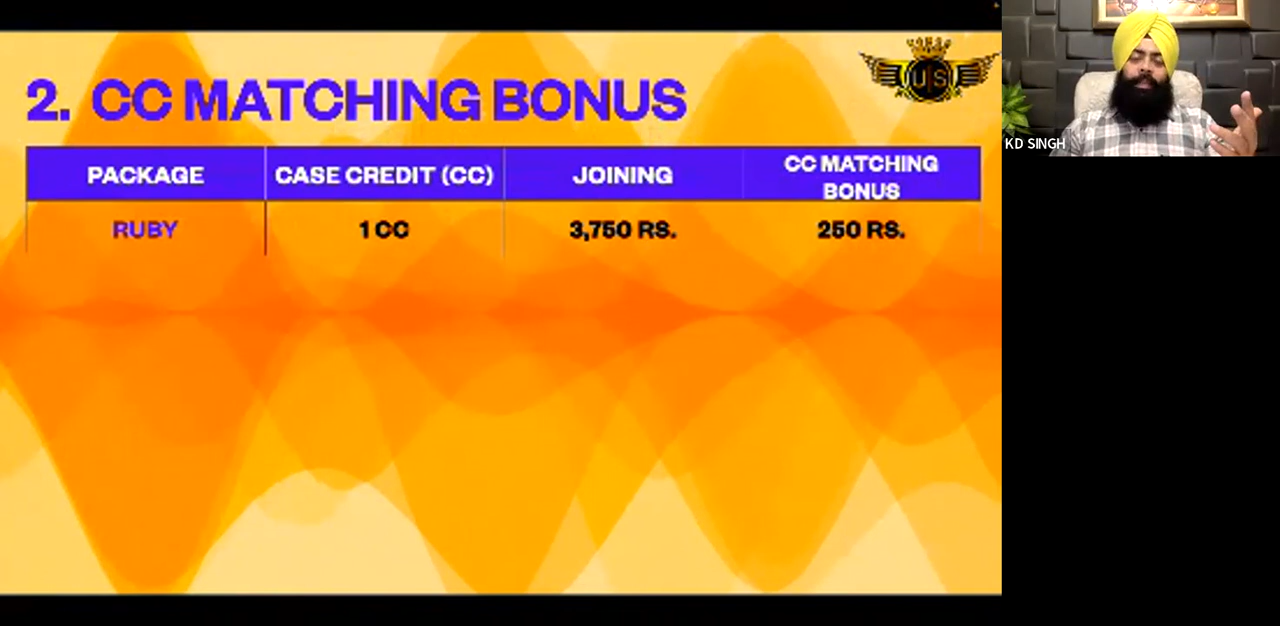 2. CC MATCHING BONUS
PACKAGE CASE CREDIT (CC) JOINING CC MATCHING BONUS
RUBY 1 CC 3,750 RS. 250 RS.
US
KD SINGH